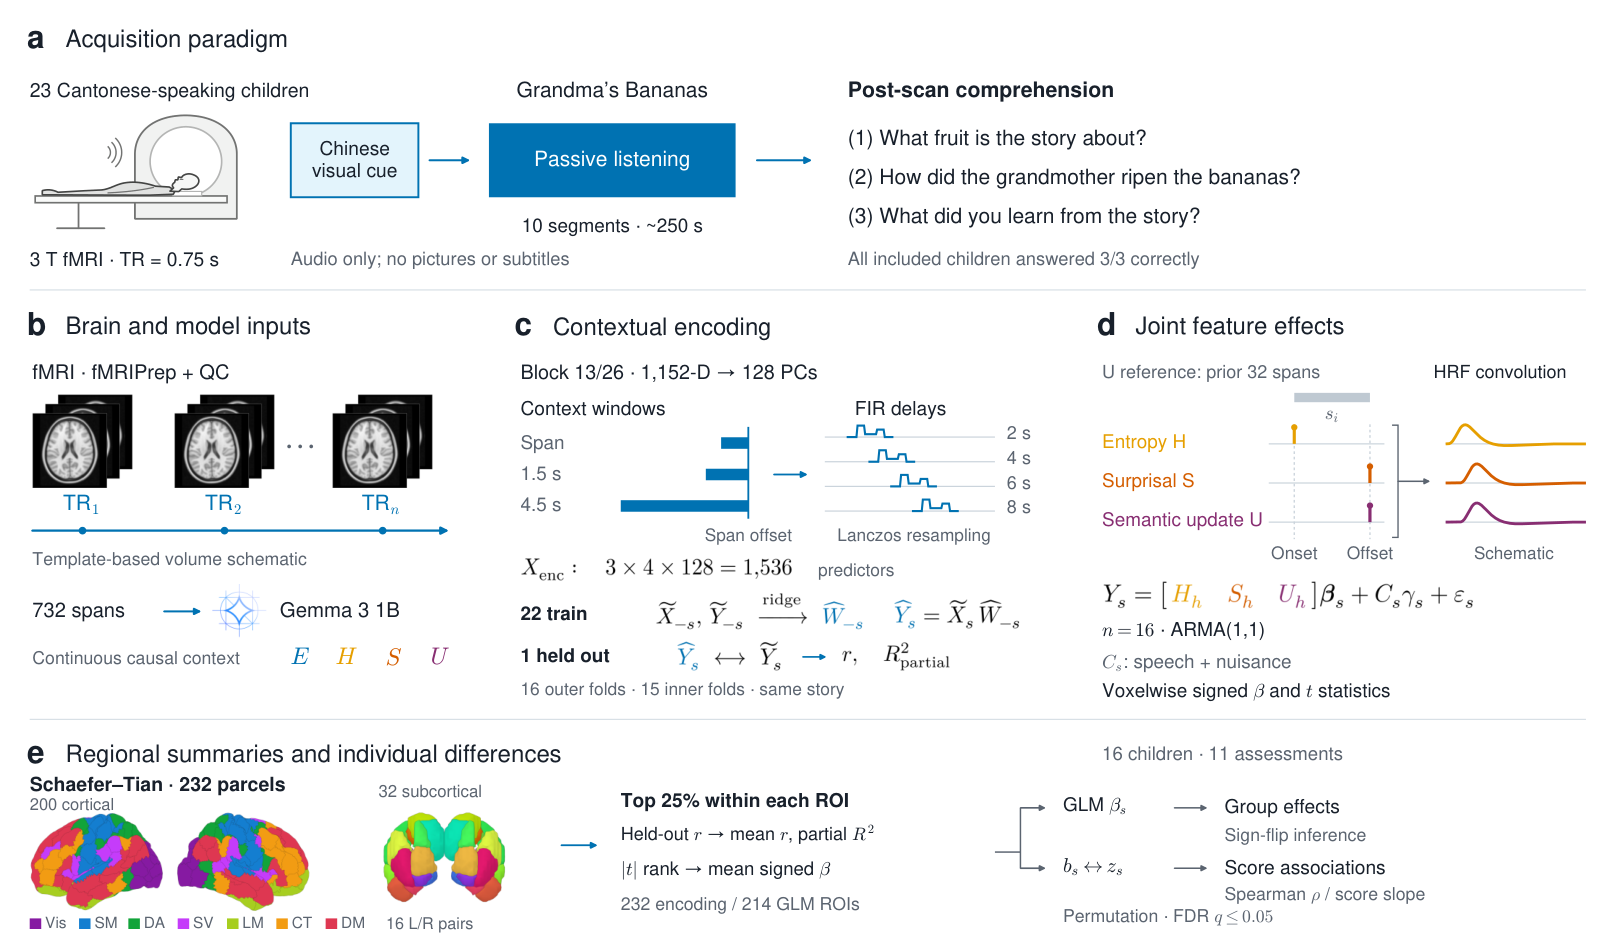 a Acquisition paradigm
23 Cantonese-speaking children
Grandma's Bananas
Post-scan comprehension
Chinese
visual cue
Passive listening
(1) What fruit is the story about?
(2) How did the grandmother ripen the bananas?
(3) What did you learn from the story?
10 segments · ~250 s
3 T fMRI · TR = 0.75 s
Audio only; no pictures or subtitles
All included children answered 3/3 correctly
b Brain and model inputs
fMRI · fMRIPrep + QC
...
TR₁ TR₂ TRₙ
Template-based volume schematic
732 spans → Gemma 3 1B
Continuous causal context E H S U
c Contextual encoding
Block 13/26 · 1,152-D → 128 PCs
Context windows FIR delays
Span 2 s
1.5 s 4 s
4.5 s 6 s
8 s
Span offset Lanczos resampling
X_enc : 3 × 4 × 128 = 1,536 predictors
22 train X̃₋ₛ, Ỹ₋ₛ ridge → Ŵ₋ₛ Ŷₛ = X̃ₛŴ₋ₛ
1 held out Ŷₛ ↔ Ỹₛ → r, R²_partial
16 outer folds · 15 inner folds · same story
d Joint feature effects
U reference: prior 32 spans HRF convolution
sᵢ
Entropy H
Surprisal S
Semantic update U
Onset Offset Schematic
Yₛ = [ H_h S_h U_h ]βₛ + Cₛγₛ + εₛ
n = 16 · ARMA(1,1)
Cₛ: speech + nuisance
Voxelwise signed β and t statistics
e Regional summaries and individual differences
16 children · 11 assessments
Schaefer–Tian · 232 parcels
200 cortical
32 subcortical
Vis SM DA SV LM CT DM
16 L/R pairs
Top 25% within each ROI
Held-out r → mean r, partial R²
|t| rank → mean signed β
232 encoding / 214 GLM ROIs
GLM βₛ → Group effects
Sign-flip inference
bₛ ↔ zₛ → Score associations
Spearman ρ / score slope
Permutation · FDR q ≤ 0.05